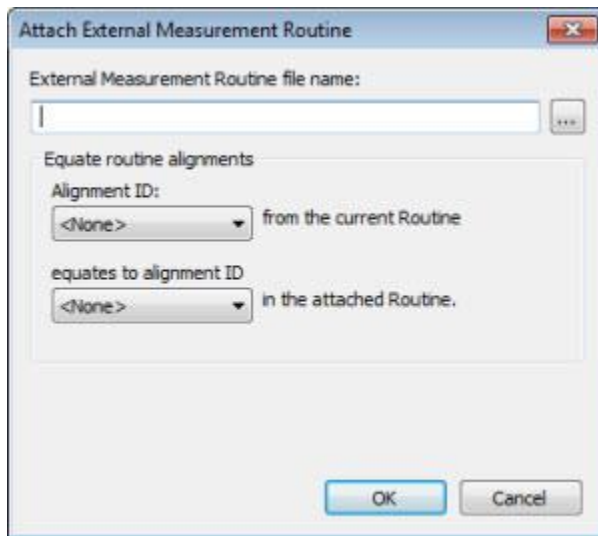 Attach External Measurement Routine
External Measurement Routine file name:
...
Equate routine alignments
Alignment ID:
<None> from the current Routine
equates to alignment ID
<None> in the attached Routine.
OK Cancel